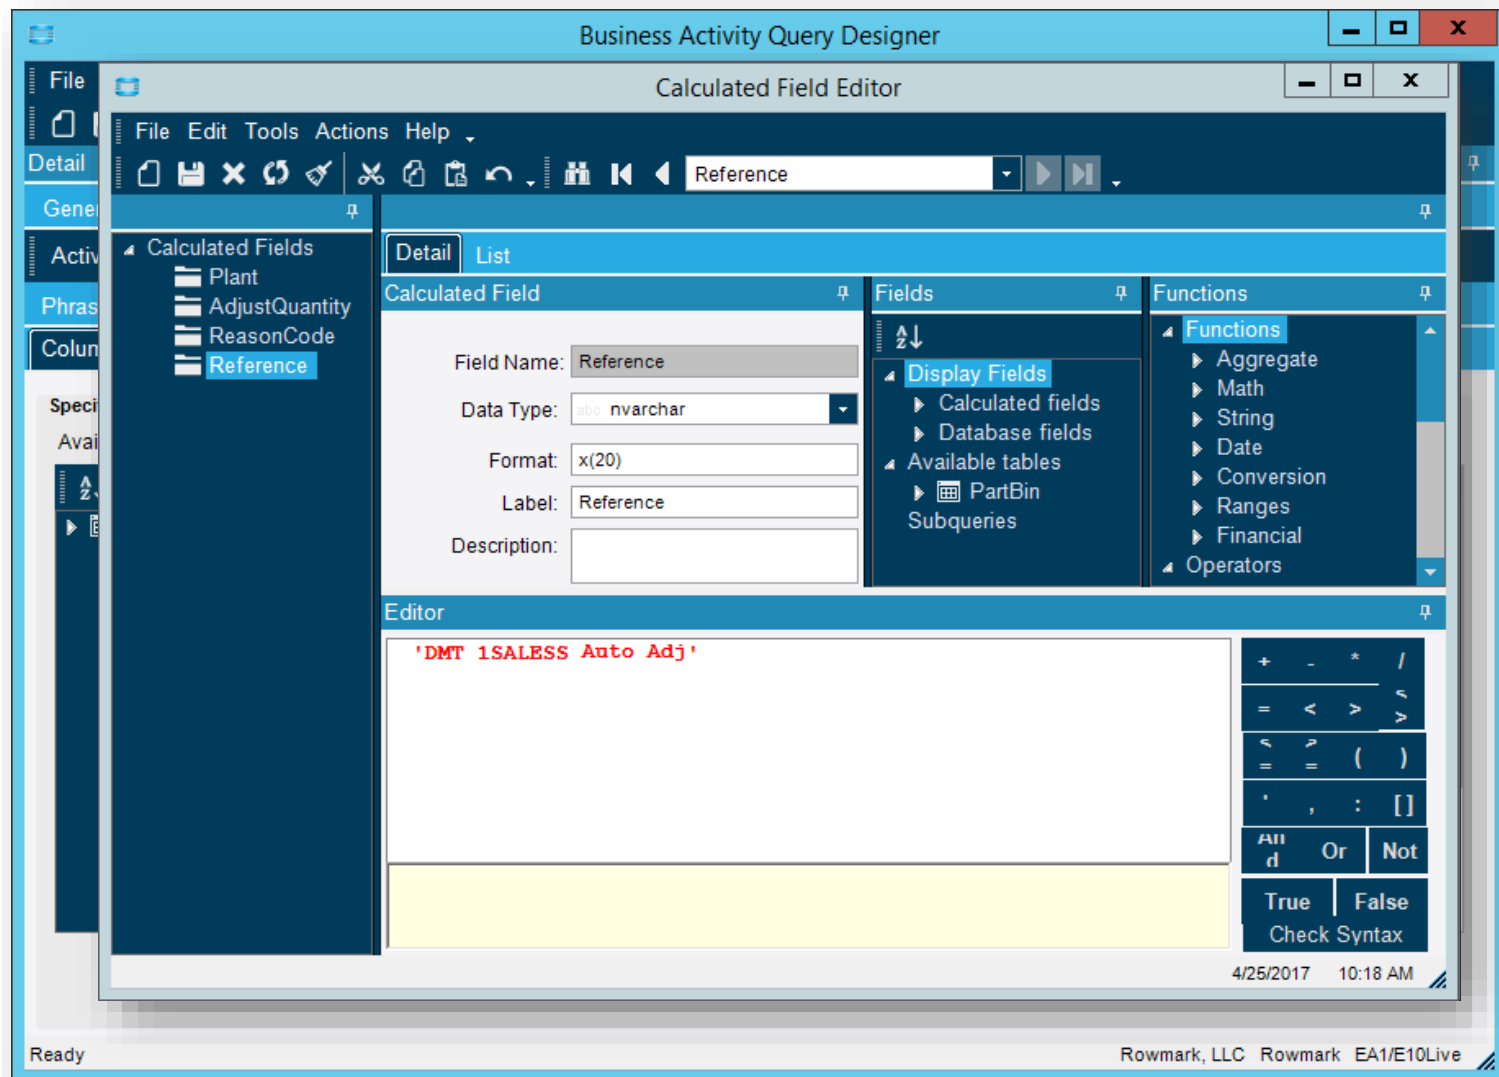 Business Activity Query Designer
File
Calculated Field Editor
File Edit Tools Actions Help
Reference
Detail
Gener
Activ
Phras
Colum
Speci
Avai
Calculated Fields
Plant
AdjustQuantity
ReasonCode
Reference
Detail List
Calculated Field
Field Name: Reference
Data Type: abc nvarchar
Format: x(20)
Label: Reference
Description:
Fields
Display Fields
Calculated fields
Database fields
Available tables
PartBin
Subqueries
Functions
Functions
Aggregate
Math
String
Date
Conversion
Ranges
Financial
Operators
Editor
'DMT 1SALESS Auto Adj'
+ - * /
= < > < >
< = > = ( )
' , : [ ]
And Or Not
True False
Check Syntax
4/25/2017 10:18 AM
Ready
Rowmark, LLC Rowmark EA1/E10Live